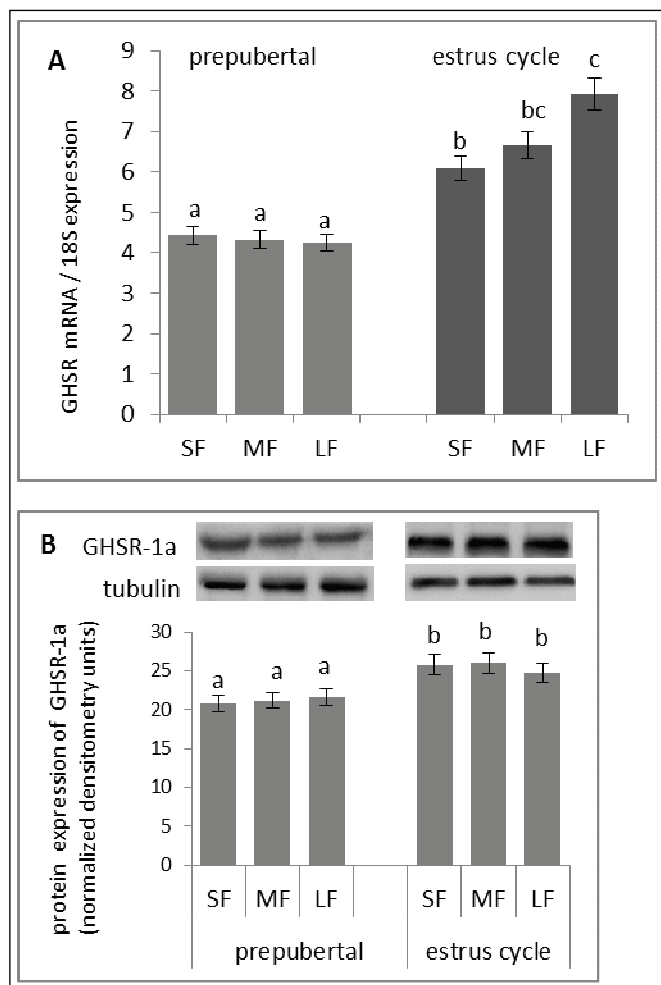 A
prepubertal
estrus cycle
GHSR mRNA / 18S expression
9
8
7
6
5
4
3
2
1
0
a
a
a
b
bc
c
SF MF LF SF MF LF
B
GHSR-1a
tubulin
protein expression of GHSR-1a
(normalized densitometry units)
30
25
20
15
10
5
0
a
a
a
b
b
b
SF MF LF SF MF LF
prepubertal estrus cycle